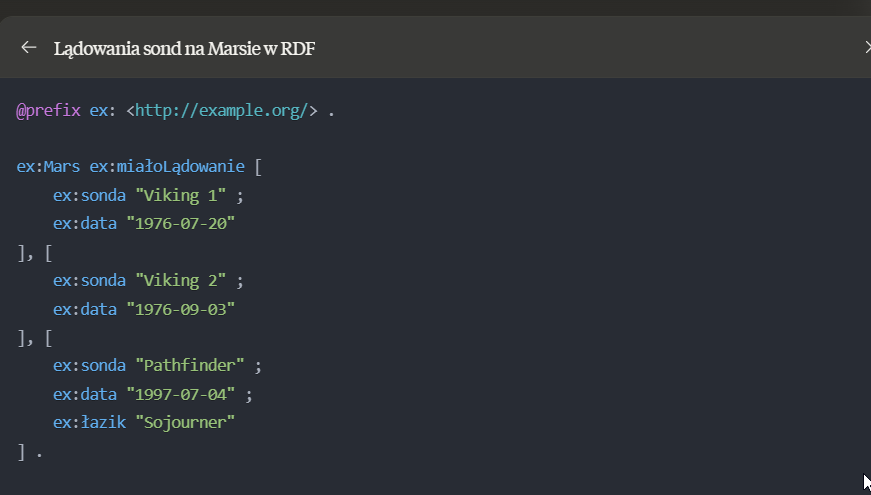 Lądowania sond na Marsie w RDF
@prefix ex: <http://example.org/> .
ex:Mars ex:miałoLądowanie [
ex:sonda "Viking 1" ;
ex:data "1976-07-20"
], [
ex:sonda "Viking 2" ;
ex:data "1976-09-03"
], [
ex:sonda "Pathfinder" ;
ex:data "1997-07-04" ;
ex:łazik "Sojourner"
] .